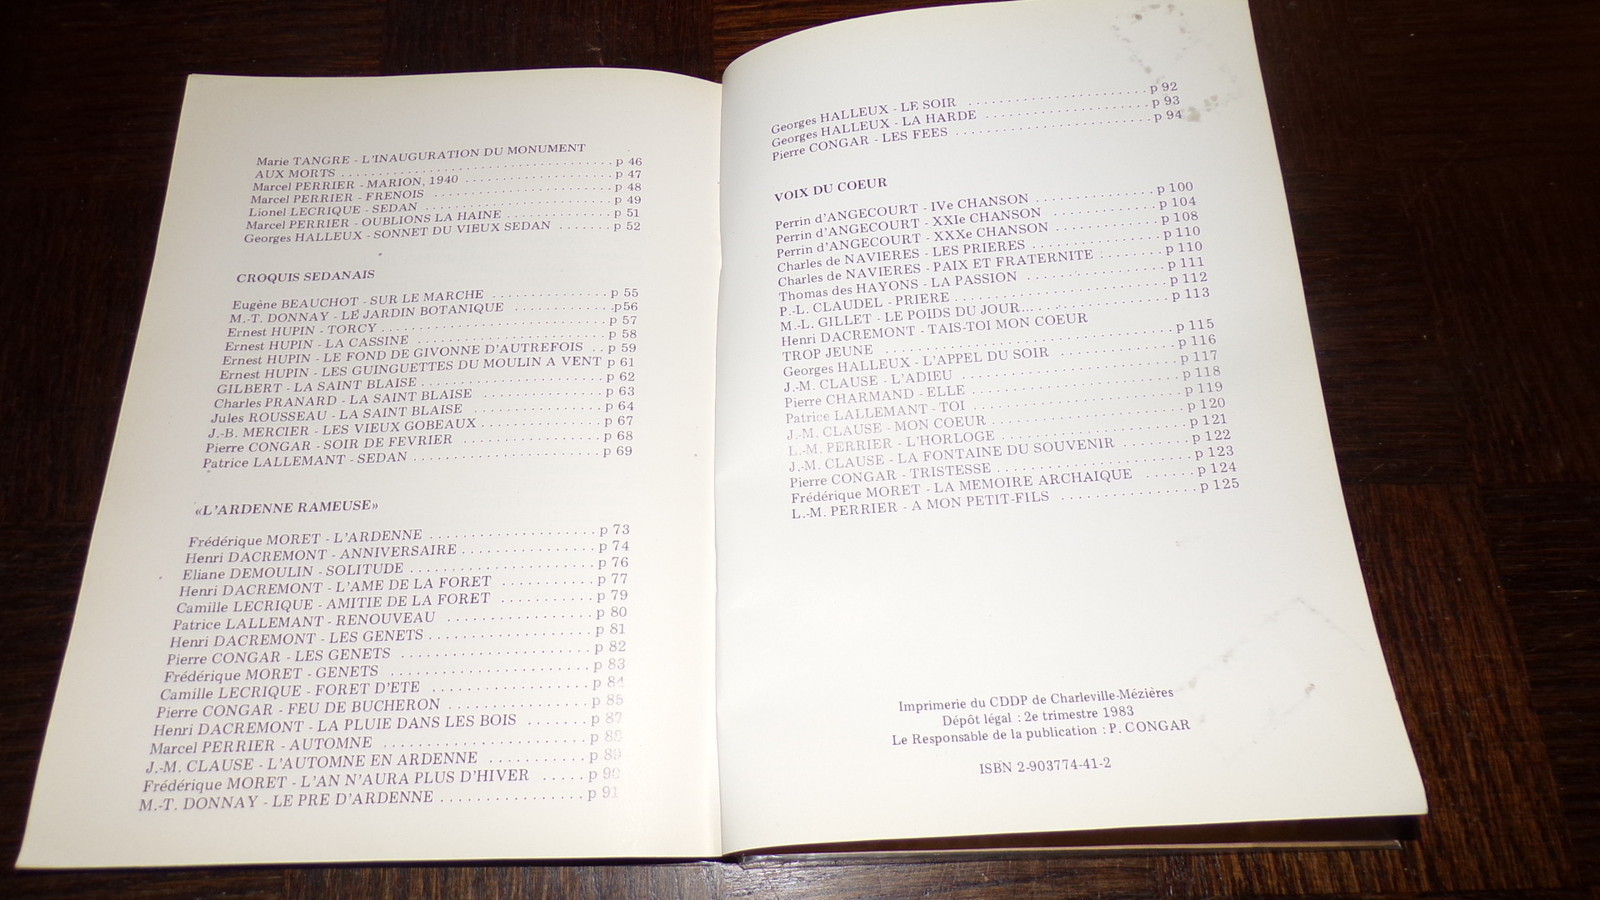 Marie TANGRE - L'INAUGURATION DU MONUMENT
AUX MORTS . . . . . . . . . . . . . . . . . . . . . . . . . . . . . . . . . p 46
Marcel PERRIER - MARION, 1940 . . . . . . . . . . . . . . . . . . . p 47
Marcel PERRIER - FRENOIS . . . . . . . . . . . . . . . . . . . . . . . p 48
Lionel LECRIQUE - SEDAN . . . . . . . . . . . . . . . . . . . . . . . . p 49
Marcel PERRIER - OUBLIONS LA HAINE . . . . . . . . . . . . . . p 51
Georges HALLEUX - SONNET DU VIEUX SEDAN . . . . . . . p 52
CROQUIS SEDANAIS
Eugène BEAUCHOT - SUR LE MARCHE . . . . . . . . . . . . . . p 55
M.-T. DONNAY - LE JARDIN BOTANIQUE . . . . . . . . . . . . p56
Ernest HUPIN - TORCY . . . . . . . . . . . . . . . . . . . . . . . . . . . p 57
Ernest HUPIN - LA CASSINE . . . . . . . . . . . . . . . . . . . . . . . p 58
Ernest HUPIN - LE FOND DE GIVONNE D'AUTREFOIS . . p 59
Ernest HUPIN - LES GUINGUETTES DU MOULIN A VENT p 61
GILBERT - LA SAINT BLAISE . . . . . . . . . . . . . . . . . . . . . . p 62
Charles PRANARD - LA SAINT BLAISE . . . . . . . . . . . . . . . p 63
Jules ROUSSEAU - LA SAINT BLAISE . . . . . . . . . . . . . . . . p 64
J.-B. MERCIER - LES VIEUX GOBEAUX . . . . . . . . . . . . . . . p 67
Pierre CONGAR - SOIR DE FEVRIER . . . . . . . . . . . . . . . . . p 68
Patrice LALLEMANT - SEDAN . . . . . . . . . . . . . . . . . . . . . . p 69
«L'ARDENNE RAMEUSE»
Frédérique MORET - L'ARDENNE . . . . . . . . . . . . . . . . . . . . p 73
Henri DACREMONT - ANNIVERSAIRE . . . . . . . . . . . . . . . . p 74
Eliane DEMOULIN - SOLITUDE . . . . . . . . . . . . . . . . . . . . . p 76
Henri DACREMONT - L'AME DE LA FORET . . . . . . . . . . . p 77
Camille LECRIQUE - AMITIE DE LA FORET . . . . . . . . . . . p 79
Patrice LALLEMANT - RENOUVEAU . . . . . . . . . . . . . . . . . p 80
Henri DACREMONT - LES GENETS . . . . . . . . . . . . . . . . . . . p 81
Pierre CONGAR - LES GENETS . . . . . . . . . . . . . . . . . . . . . . p 82
Frédérique MORET - GENETS . . . . . . . . . . . . . . . . . . . . . . . p 83
Camille LECRIQUE - FORET D'ETE . . . . . . . . . . . . . . . . . . . p 84
Pierre CONGAR - FEU DE BUCHERON . . . . . . . . . . . . . . . . p 85
Henri DACREMONT - LA PLUIE DANS LES BOIS . . . . . . . p 87
Marcel PERRIER - AUTOMNE . . . . . . . . . . . . . . . . . . . . . . . p 88
J.-M. CLAUSE - L'AUTOMNE EN ARDENNE . . . . . . . . . . . . p 89
Frédérique MORET - L'AN N'AURA PLUS D'HIVER . . . . . p 90
M.-T. DONNAY - LE PRE D'ARDENNE . . . . . . . . . . . . . . . . p 91
Georges HALLEUX - LE SOIR . . . . . . . . . . . . . . . . . . . . . . . p 92
Georges HALLEUX - LA HARDE . . . . . . . . . . . . . . . . . . . . . p 93
Pierre CONGAR - LES FEES . . . . . . . . . . . . . . . . . . . . . . . . . p 94
VOIX DU COEUR
Perrin d'ANGECOURT - IVe CHANSON . . . . . . . . . . . . . . . p 100
Perrin d'ANGECOURT - XXIe CHANSON . . . . . . . . . . . . . . p 104
Perrin d'ANGECOURT - XXXe CHANSON . . . . . . . . . . . . . p 108
Charles de NAVIERES - LES PRIERES . . . . . . . . . . . . . . . . p 110
Charles de NAVIERES - PAIX ET FRATERNITE . . . . . . . . p 110
Thomas des HAYONS - LA PASSION . . . . . . . . . . . . . . . . . . p 111
P.-L. CLAUDEL - PRIERE . . . . . . . . . . . . . . . . . . . . . . . . . . p 112
M.-L. GILLET - LE POIDS DU JOUR... . . . . . . . . . . . . . . . . . p 113
Henri DACREMONT - TAIS-TOI MON COEUR
TROP JEUNE . . . . . . . . . . . . . . . . . . . . . . . . . . . . . . . . . . . p 115
Georges HALLEUX - L'APPEL DU SOIR . . . . . . . . . . . . . . . p 116
J.-M. CLAUSE - L'ADIEU . . . . . . . . . . . . . . . . . . . . . . . . . . . p 117
Pierre CHARMAND - ELLE . . . . . . . . . . . . . . . . . . . . . . . . . p 118
Patrice LALLEMANT - TOI . . . . . . . . . . . . . . . . . . . . . . . . . p 119
J.-M. CLAUSE - MON COEUR . . . . . . . . . . . . . . . . . . . . . . . p 120
L.-M. PERRIER - L'HORLOGE . . . . . . . . . . . . . . . . . . . . . . . p 121
J.-M. CLAUSE - LA FONTAINE DU SOUVENIR . . . . . . . . . p 122
Pierre CONGAR - TRISTESSE . . . . . . . . . . . . . . . . . . . . . . . p 123
Frédérique MORET - LA MEMOIRE ARCHAIQUE . . . . . . p 124
L.-M. PERRIER - A MON PETIT-FILS . . . . . . . . . . . . . . . . . p 125
Imprimerie du CDDP de Charleville-Mézières
Dépôt légal : 2e trimestre 1983
Le Responsable de la publication : P. CONGAR
ISBN 2-903774-41-2